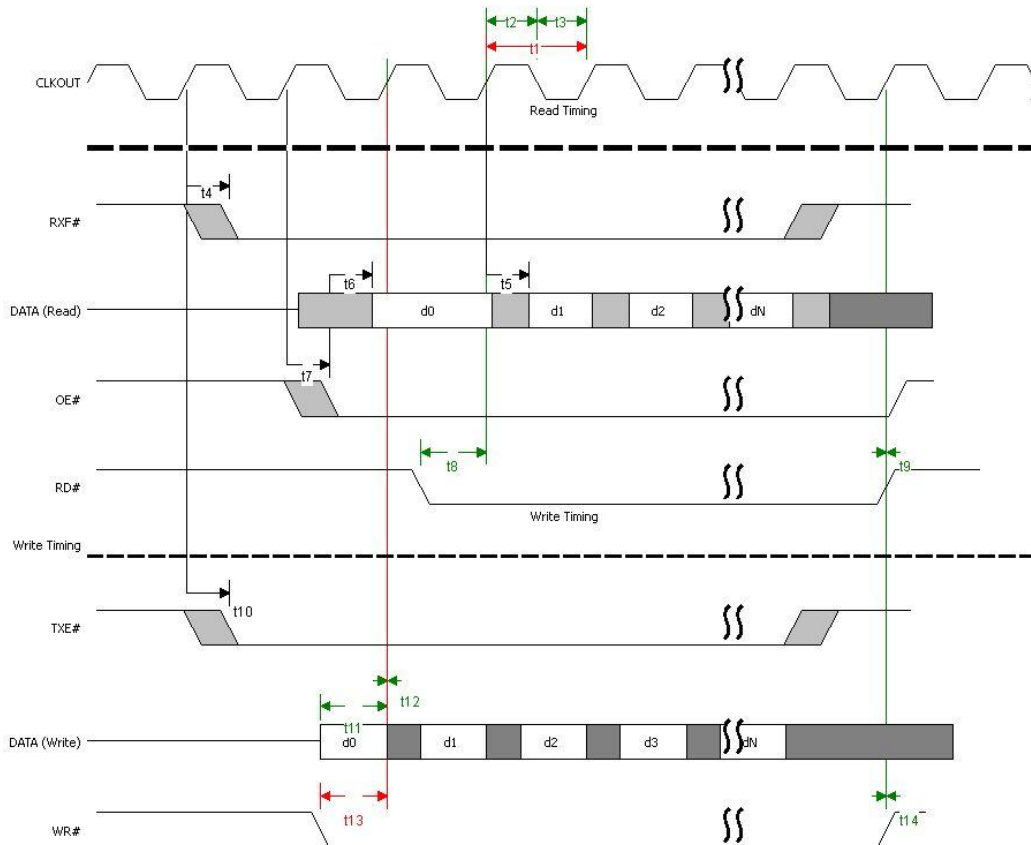 t2 t3
t1
CLKOUT
Read Timing
t4
RXF#
t6 t5
DATA (Read) d0 d1 d2 dN
t7
OE#
t8 t9
RD#
Write Timing
Write Timing
t10
TXE#
t12
t11
DATA (Write) d0 d1 d2 d3 dN
t13 t14
WR#